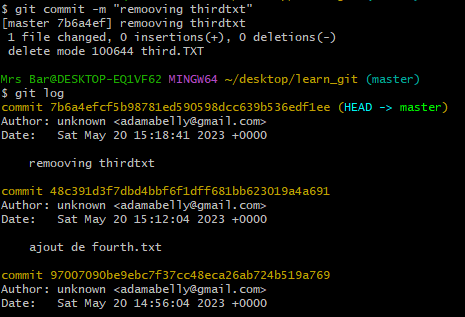 $ git commit -m "remooving thirdtxt"
[master 7b6a4ef] remooving thirdtxt
1 file changed, 0 insertions(+), 0 deletions(-)
delete mode 100644 third.TXT
Mrs Bar@DESKTOP-EQ1VF62 MINGW64 ~/desktop/learn_git (master)
$ git log
commit 7b6a4efcf5b98781ed590598dcc639b536edf1ee (HEAD -> master)
Author: unknown <adamabelly@gmail.com>
Date:   Sat May 20 15:18:41 2023 +0000
remooving thirdtxt
commit 48c391d3f7dbd4bbf6f1dff681bb623019a4a691
Author: unknown <adamabelly@gmail.com>
Date:   Sat May 20 15:12:04 2023 +0000
ajout de fourth.txt
commit 97007090be9ebc7f37cc48eca26ab724b519a769
Author: unknown <adamabelly@gmail.com>
Date:   Sat May 20 14:56:04 2023 +0000